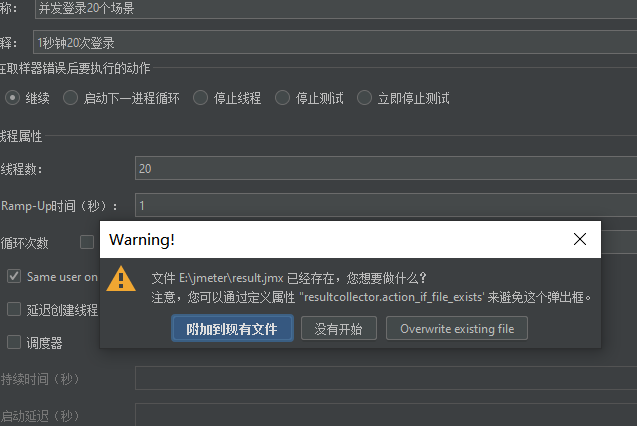 称： 并发登录20个场景
释： 1秒钟20次登录
在取样器错误后要执行的动作
继续 启动下一进程循环 停止线程 停止测试 立即停止测试
线程属性
线程数： 20
Ramp-Up时间（秒）： 1
循环次数
Warning!
Same user on
文件 E:\jmeter\result.jmx 已经存在，您想要做什么？
注意，您可以通过定义属性 "resultcollector.action_if_file_exists' 来避免这个弹出框。
延迟创建线程
附加到现有文件 没有开始 Overwrite existing file
调度器
持续时间（秒）
启动延迟（秒）